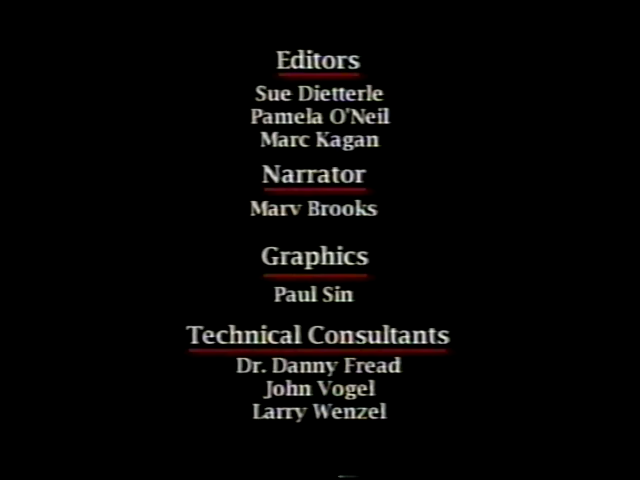 Editors
Sue Dietterle
Pamela O'Neil
Marc Kagan
Narrator
Marv Brooks
Graphics
Paul Sin
Technical Consultants
Dr. Danny Fread
John Vogel
Larry Wenzel